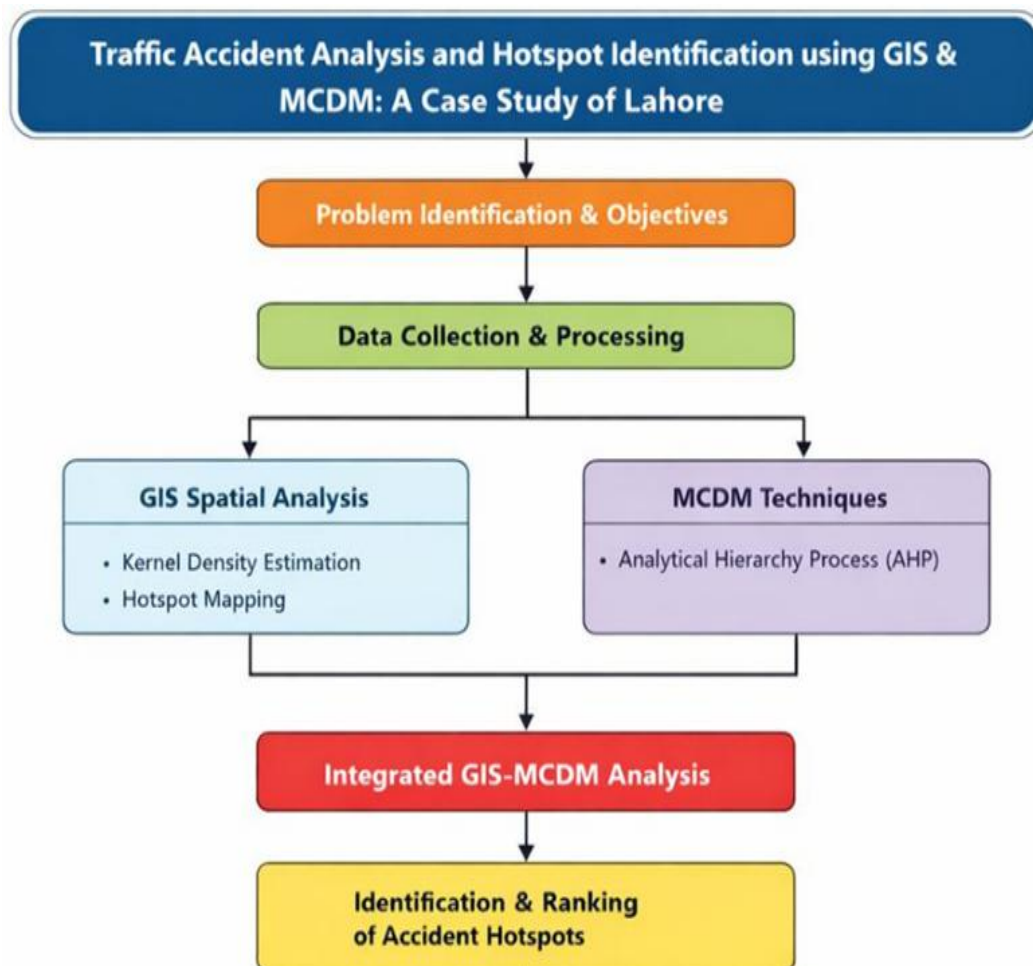 Traffic Accident Analysis and Hotspot Identification using GIS &
MCDM: A Case Study of Lahore
Problem Identification & Objectives
Data Collection & Processing
GIS Spatial Analysis
• Kernel Density Estimation
• Hotspot Mapping
MCDM Techniques
• Analytical Hierarchy Process (AHP)
Integrated GIS-MCDM Analysis
Identification & Ranking
of Accident Hotspots